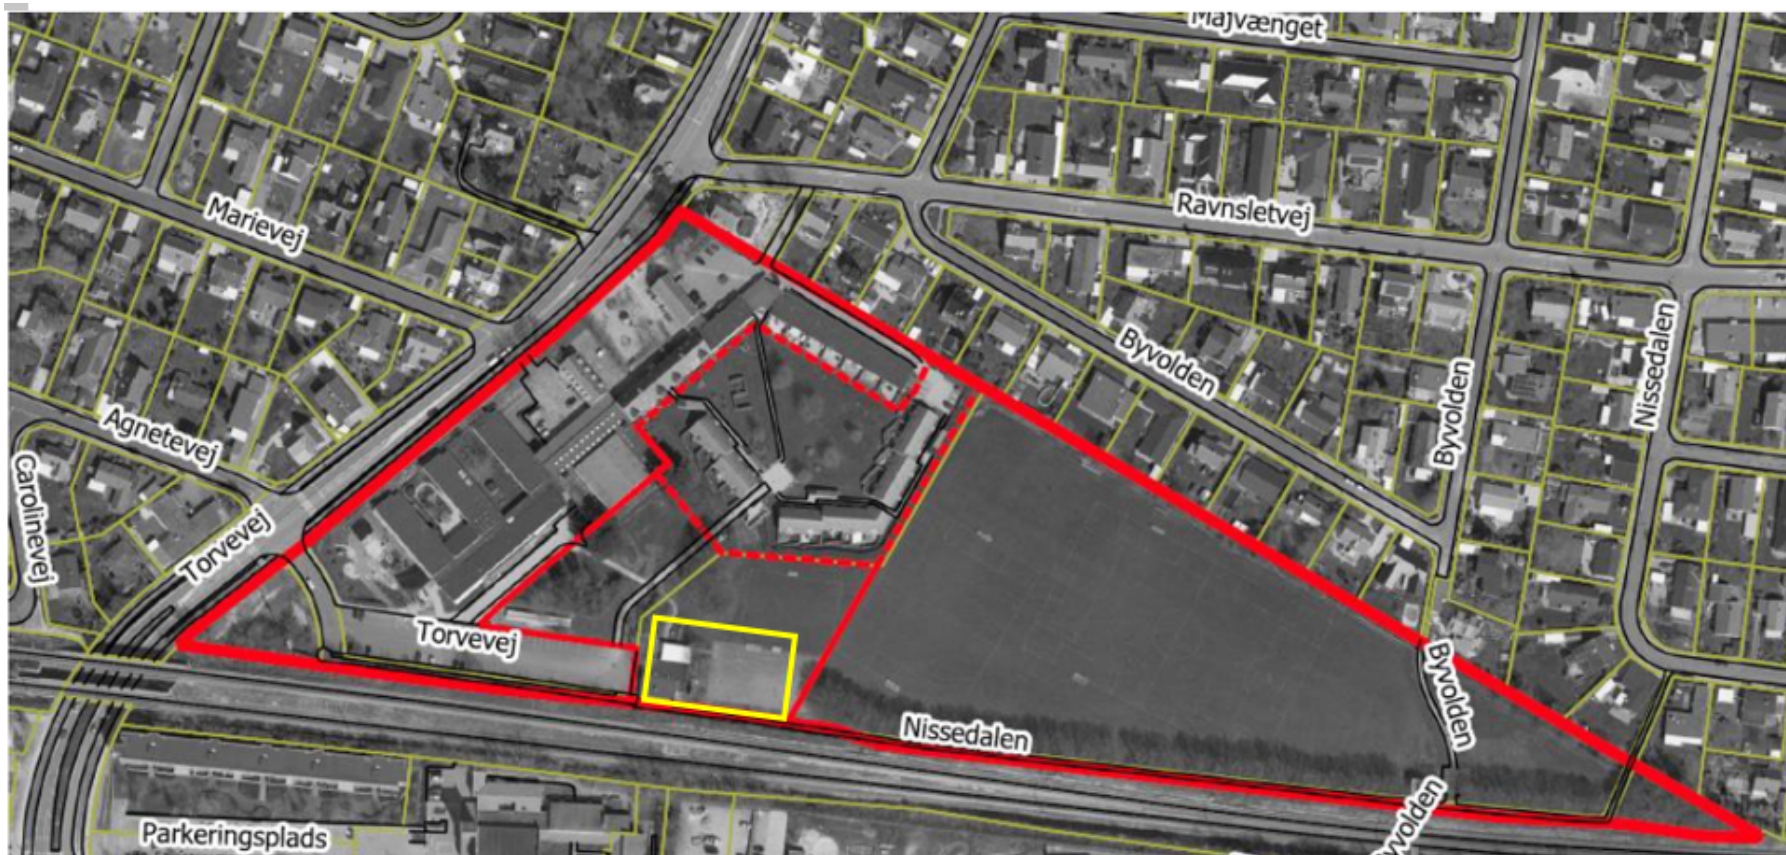 Majvænget
Ravnsletvej
Marievej
Byvolden
Nissedalen
Byvolden
Agnetevej
Carolinevej
Torvevej
Torvevej
Byvolden
Nissedalen
Byvolden
Parkeringsplads